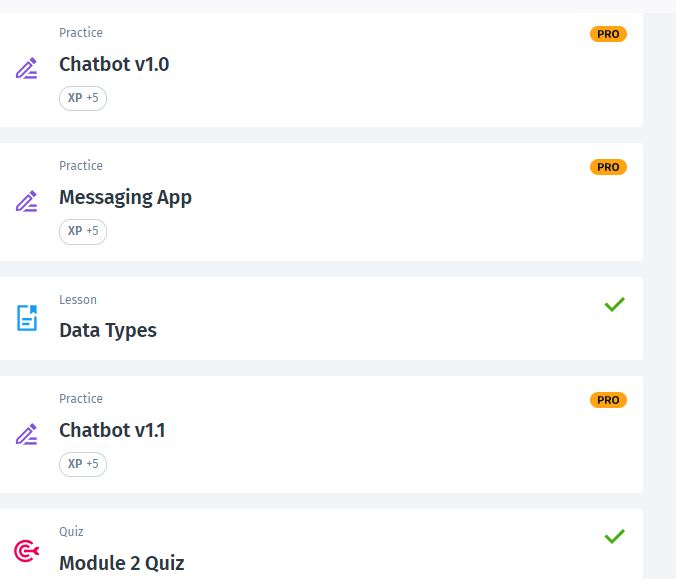 Practice
PRO
Chatbot v1.0
XP +5
Practice
PRO
Messaging App
XP +5
Lesson
Data Types
Practice
PRO
Chatbot v1.1
XP +5
Quiz
Module 2 Quiz